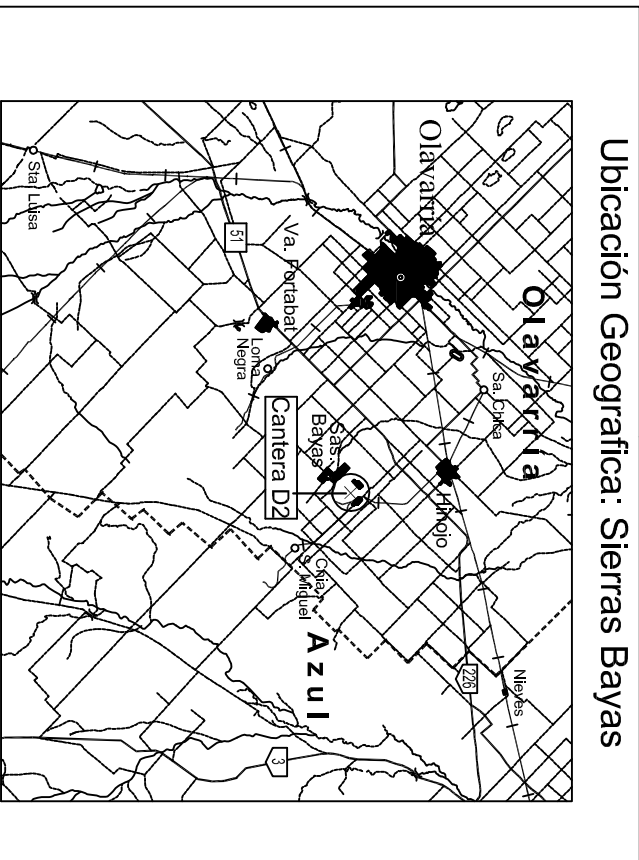 Ubicación Geografica: Sierras Bayas
Olavarría
Nieves
Sa. Chica
Olavarría
Hinojo
226
Sas.
Bayas
Azul
Va. Fortabat
Cantera D2
Chia.
S. Miguel
3
Loma
Negra
51
Sta. Luisa